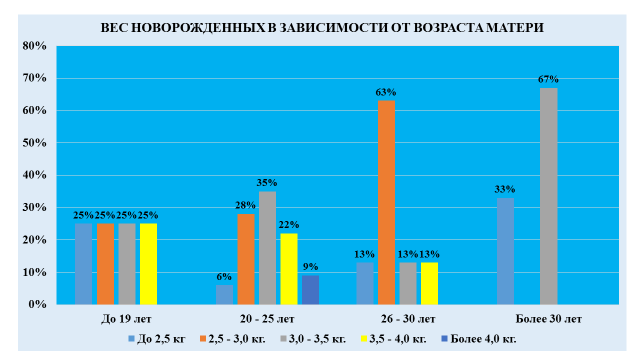 ВЕС НОВОРОЖДЕННЫХ В ЗАВИСИМОСТИ ОТ ВОЗРАСТА МАТЕРИ
80%
70%
60%
50%
40%
30%
20%
10%
0%
25% 25% 25% 25%
6% 28% 35% 22% 9%
13% 63% 13% 13%
33% 67%
До 19 лет 20 - 25 лет 26 - 30 лет Более 30 лет
До 2,5 кг 2,5 - 3,0 кг. 3,0 - 3,5 кг. 3,5 - 4,0 кг. Более 4,0 кг.